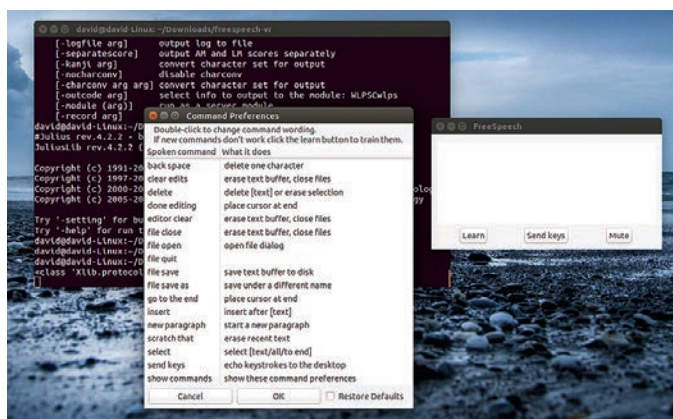 david@david-Linux: ~/Downloads/freespeech-vr
[-logfile arg] output log to file
[-separatescore] output AM and LM scores separately
[-kanji arg] convert character set for output
[-nocharconv] disable charconv
[-charconv arg arg] convert character set for output
[-outcode arg] select info to output to the module: WLPSCwlps
[-module (arg)] run as a server module
[-record arg]
david@david-Linux:~/D
#Julius rev.4.2.2 - b
JuliusLib rev.4.2.2 (
Copyright (c) 1991-20
Copyright (c) 1997-20
Copyright (c) 2000-20
Copyright (c) 2005-20
Try '-setting' for bu
Try '-help' for run t
david@david-Linux:~/D
david@david-Linux:~/D
david@david-Linux:~/D
<class 'Xlib.protocol
Command Preferences
Double-click to change command wording.
If new commands don't work click the learn button to train them.
Spoken command What it does
back space delete one character
clear edits erase text buffer, close files
delete delete [text] or erase selection
done editing place cursor at end
editor clear erase text buffer, close files
file close erase text buffer, close files
file open open file dialog
file quit
file save save text buffer to disk
file save as save under a different name
go to the end place cursor at end
insert insert after [text]
new paragraph start a new paragraph
scratch that erase recent text
select select [text/all/to end]
send keys echo keystrokes to the desktop
show commands show these command preferences
Cancel OK Restore Defaults
FreeSpeech
Learn Send keys Mute